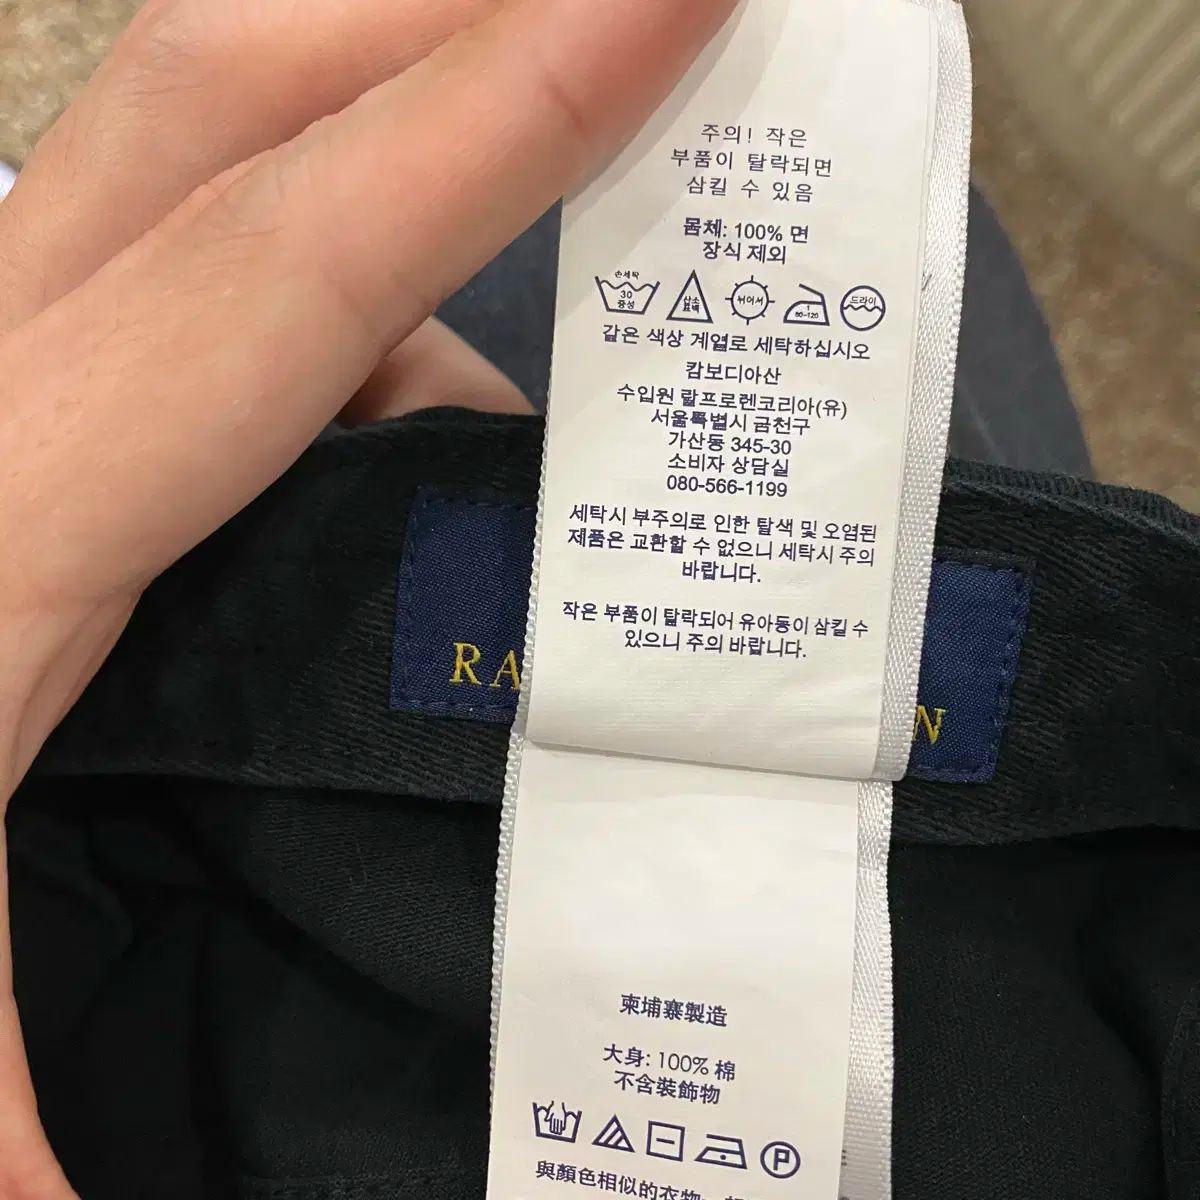 주의! 작은
부품이 탈락되면
삼킬 수 있음
몸체: 100% 면
장식 제외
손세탁
30
중성
산소
표백
뉘어서
1
80-120
드라이
같은 색상 계열로 세탁하십시오
캄보디아산
수입원 랄프로렌코리아(유)
서울특별시 금천구
가산동 345-30
소비자 상담실
080-566-1199
세탁시 부주의로 인한 탈색 및 오염된
제품은 교환할 수 없으니 세탁시 주의
바랍니다.
작은 부품이 탈락되어 유아동이 삼킬 수
있으니 주의 바랍니다.
RA
N
柬埔寨製造
大身: 100% 棉
不含裝飾物
P
與顏色相似的衣物